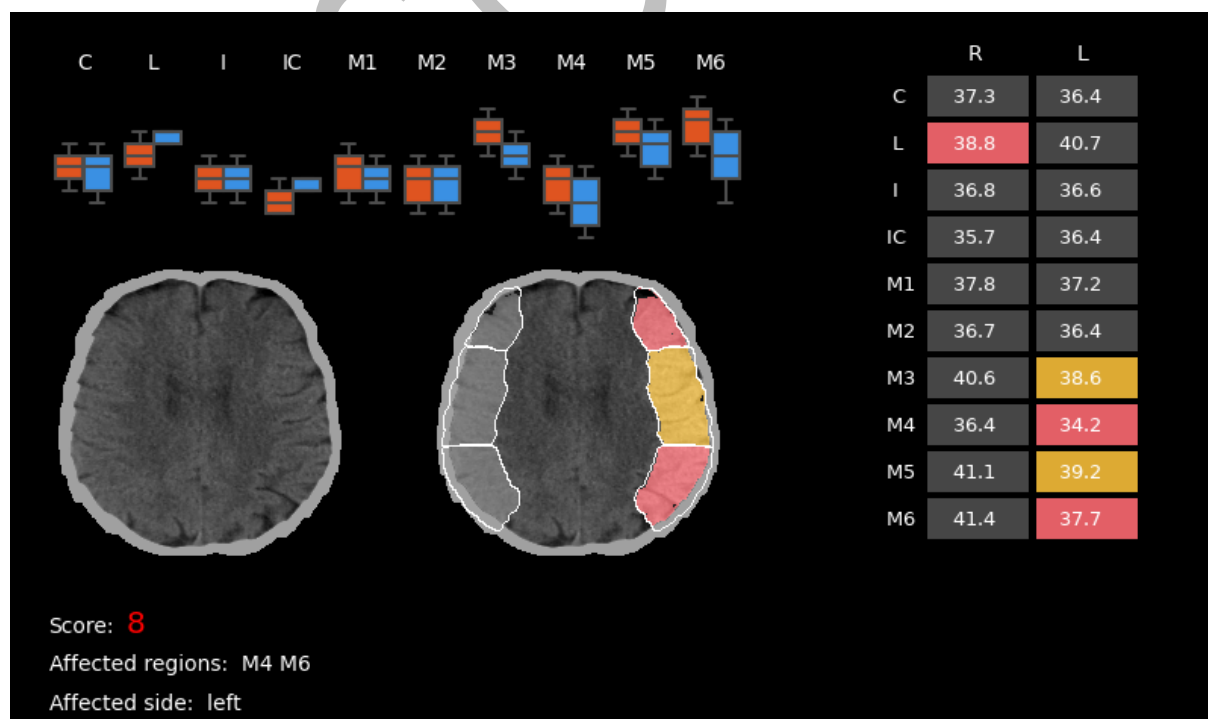 C L I IC M1 M2 M3 M4 M5 M6
R L
C 37.3 36.4
L 38.8 40.7
I 36.8 36.6
IC 35.7 36.4
M1 37.8 37.2
M2 36.7 36.4
M3 40.6 38.6
M4 36.4 34.2
M5 41.1 39.2
M6 41.4 37.7
Score: 8
Affected regions: M4 M6
Affected side: left